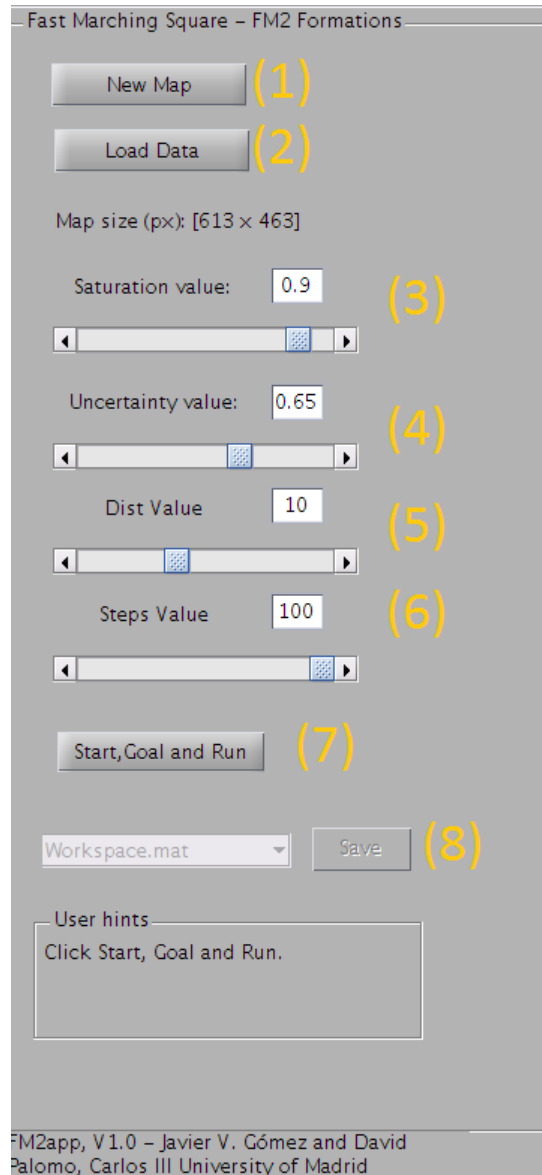 Fast Marching Square – FM2 Formations
New Map (1)
Load Data (2)
Map size (px): [613 x 463]
Saturation value: 0.9 (3)
Uncertainty value: 0.65 (4)
Dist Value 10 (5)
Steps Value 100 (6)
Start,Goal and Run (7)
Workspace.mat Save (8)
User hints
Click Start, Goal and Run.
FM2app, V1.0 – Javier V. Gómez and David
Palomo, Carlos III University of Madrid